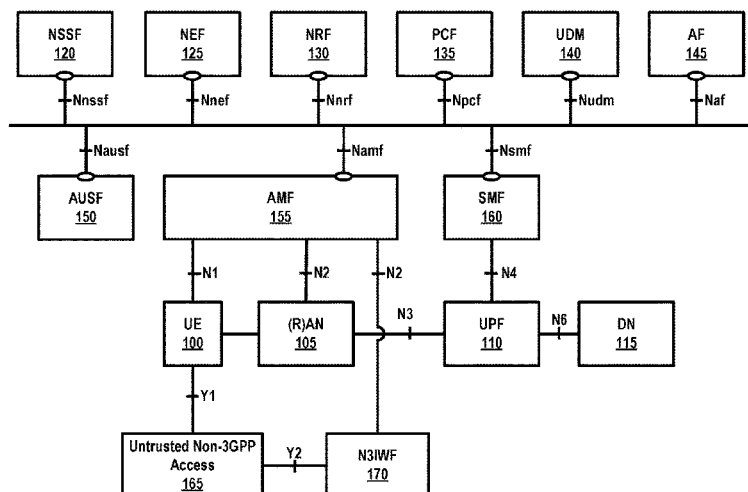 NSSF
120
NEF
125
NRF
130
PCF
135
UDM
140
AF
145
Nnssf
Nnef
Nnrf
Npcf
Nudm
Naf
Nausf
Namf
Nsmf
AUSF
150
AMF
155
SMF
160
N1
N2
N2
N4
UE
100
(R)AN
105
N3
UPF
110
N6
DN
115
Y1
Untrusted Non-3GPP
Access
165
Y2
N3IWF
170